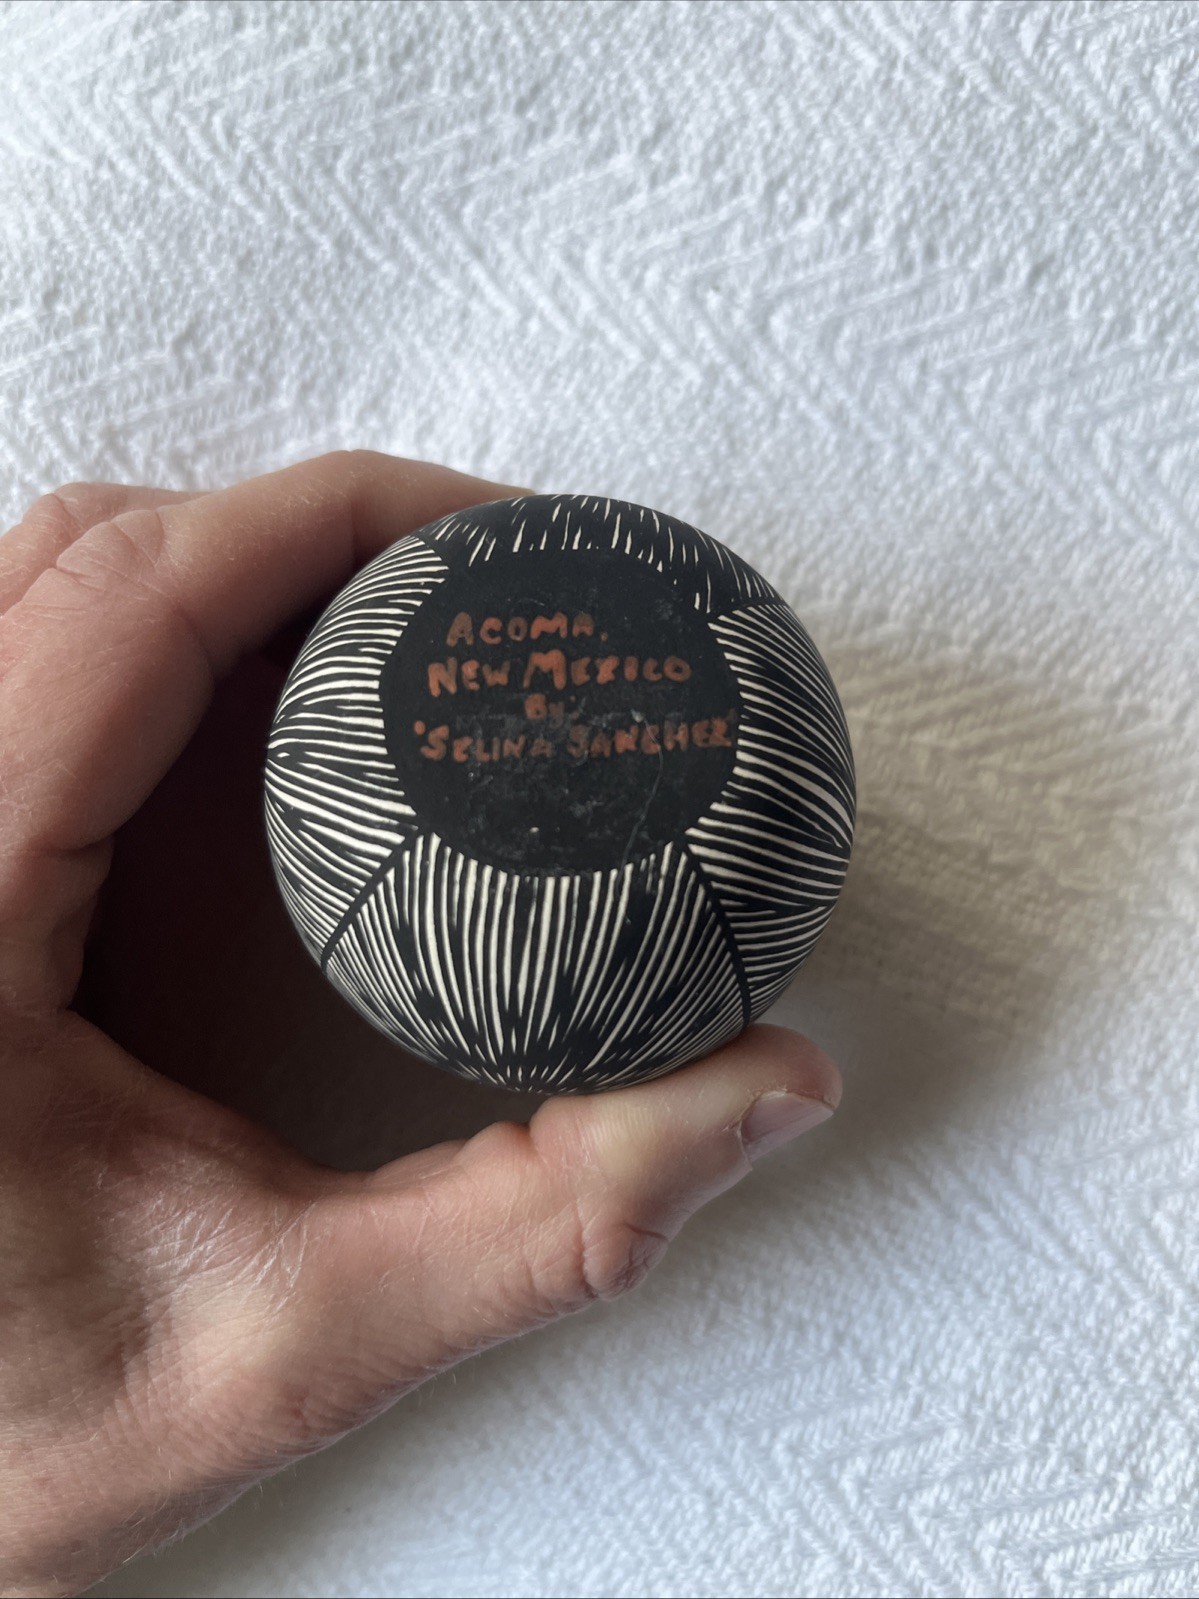 ACOMA,
NEW MEXICO
By:
'SELINA SANCHEZ'